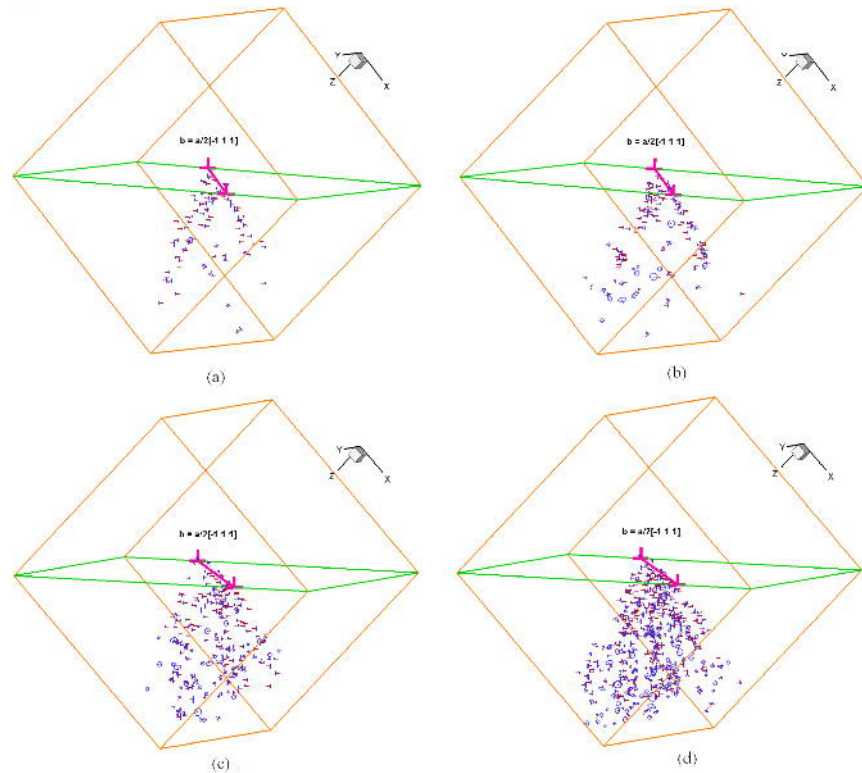 Y
Z
X
b = a/2[-1 1 1]
(a)
Z
X
b = a/2[-1 1 1]
(b)
Y
Z
X
b = a/2[-1 1 1]
(c)
Y
Z
X
b = a/2[-1 1 1]
(d)